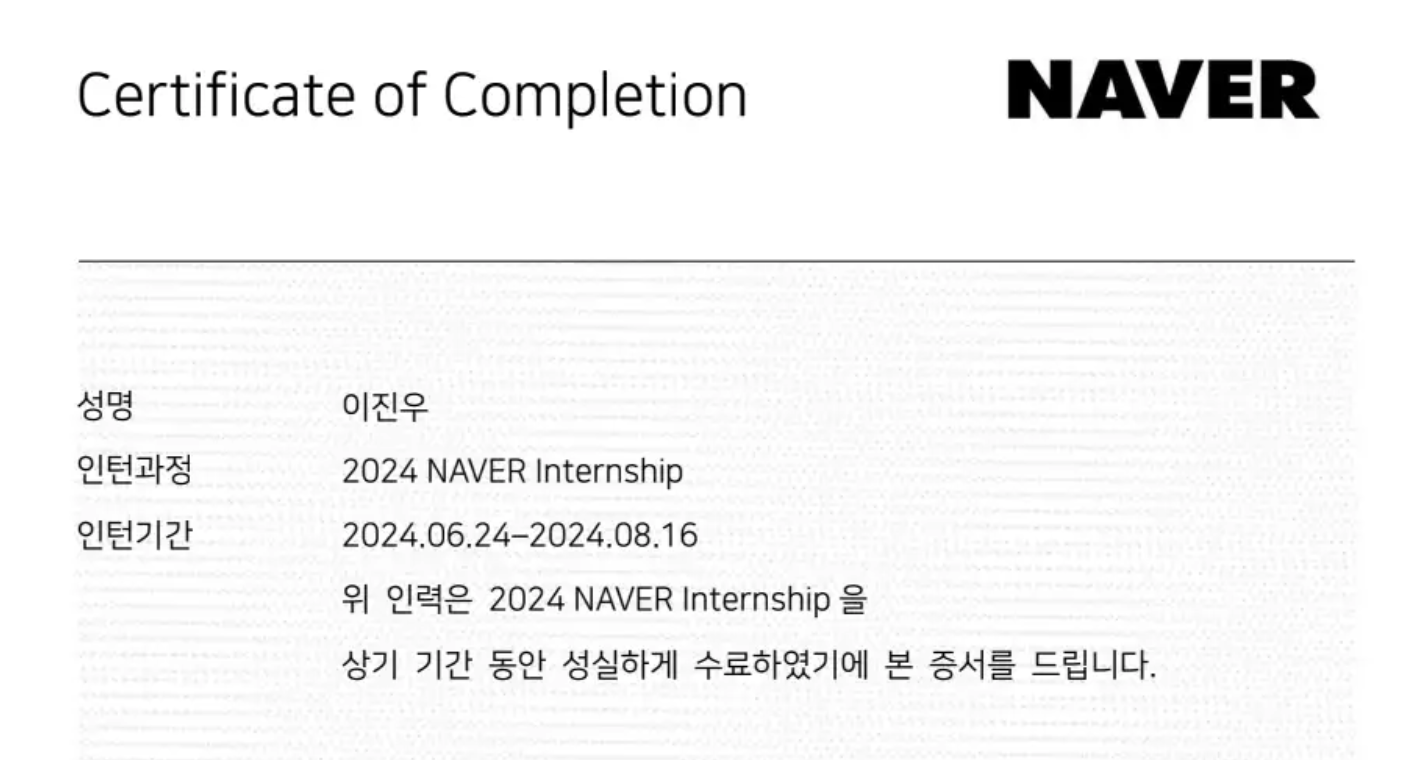 Certificate of Completion
NAVER
성명 이진우
인턴과정 2024 NAVER Internship
인턴기간 2024.06.24–2024.08.16
위 인력은 2024 NAVER Internship 을
상기 기간 동안 성실하게 수료하였기에 본 증서를 드립니다.